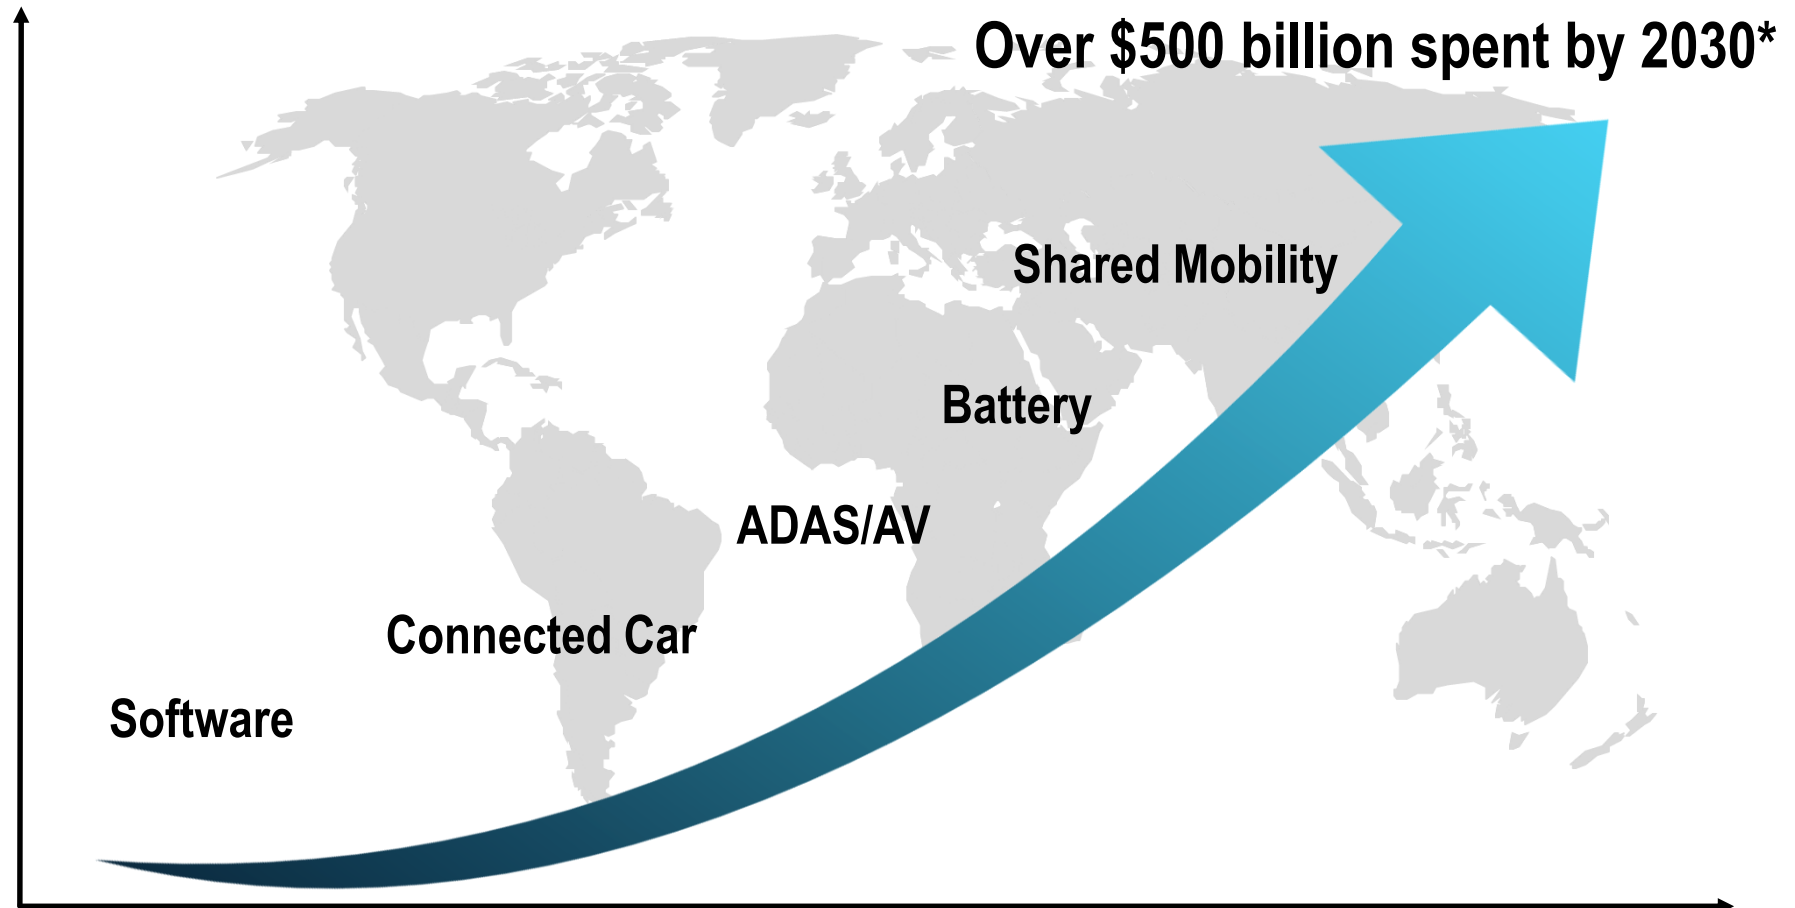 Over $500 billion spent by 2030*
Shared Mobility
Battery
ADAS/AV
Connected Car
Software